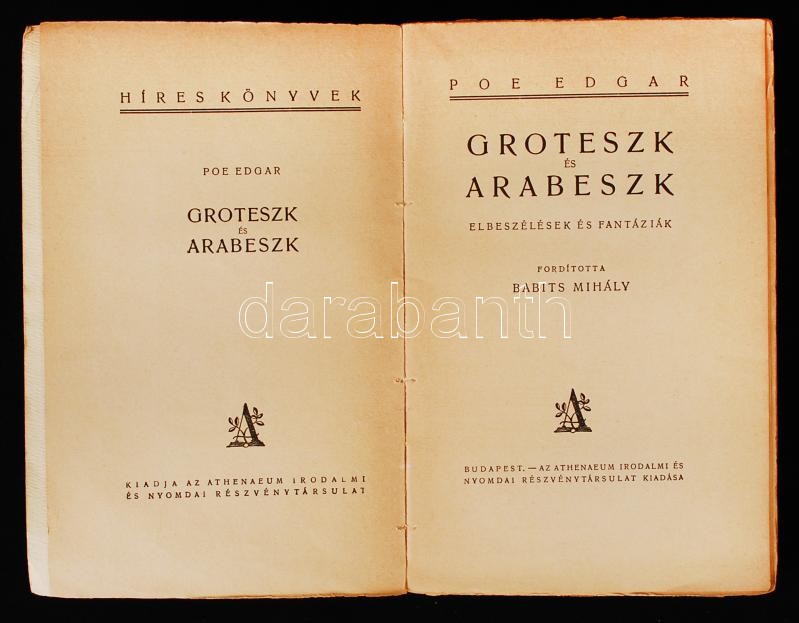 HÍRES KÖNYVEK
POE EDGAR
GROTESZK
ÉS
ARABESZK
A
KIADJA AZ ATHENAEUM IRODALMI
ÉS NYOMDAI RÉSZVÉNYTÁRSULAT
POE EDGAR
GROTESZK
ÉS
ARABESZK
ELBESZÉLÉSEK ÉS FANTÁZIÁK
FORDÍTOTTA
BABITS MIHÁLY
A
BUDAPEST. — AZ ATHENAEUM IRODALMI ÉS
NYOMDAI RÉSZVÉNYTÁRSULAT KIADÁSA
darabanth